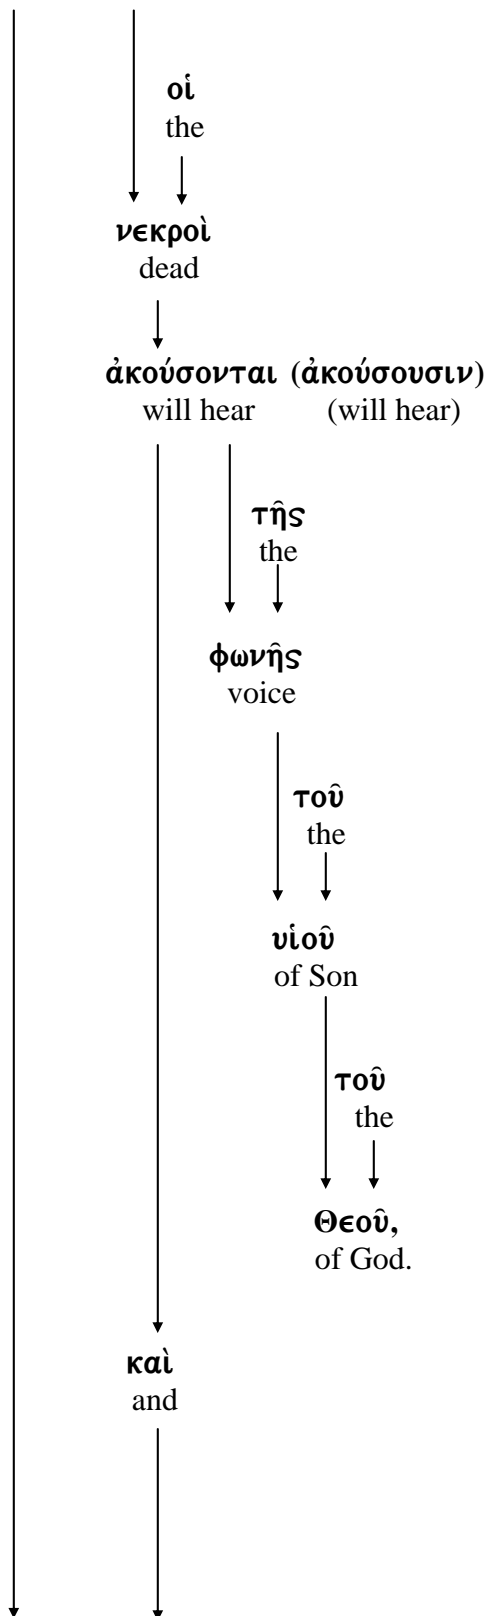 οἱ
the
νεκροὶ
dead
ἀκούσονται (ἀκούσουσιν)
will hear (will hear)
τῆς
the
φωνῆς
voice
τοῦ
the
υἱοῦ
of Son
τοῦ
the
Θεοῦ,
of God.
καὶ
and